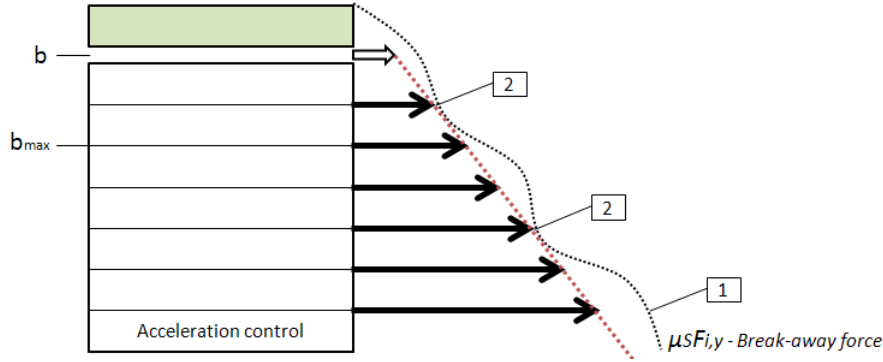 b
2
bmax
2
1
Acceleration control
μSFi,y - Break-away force